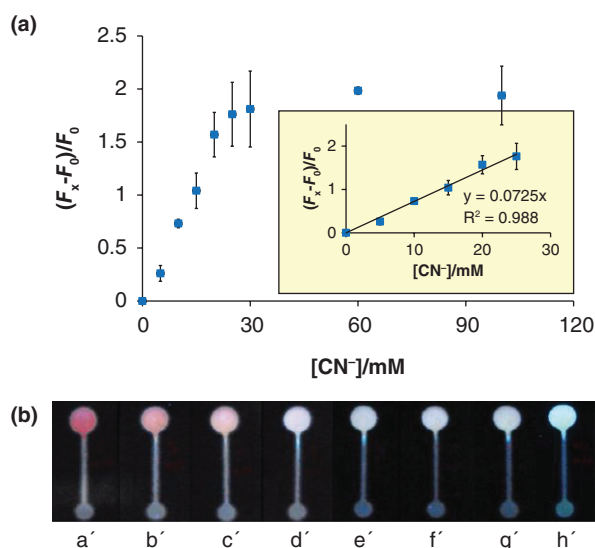 (a)
(Fx-F0)/F0
2.5
2
1.5
1
0.5
0
0 30 60 90 120
[CN⁻]/mM
(Fx-F0)/F0
2
1
0
0 10 20 30
[CN⁻]/mM
y = 0.0725x
R² = 0.988
(b)
a′ b′ c′ d′ e′ f′ g′ h′